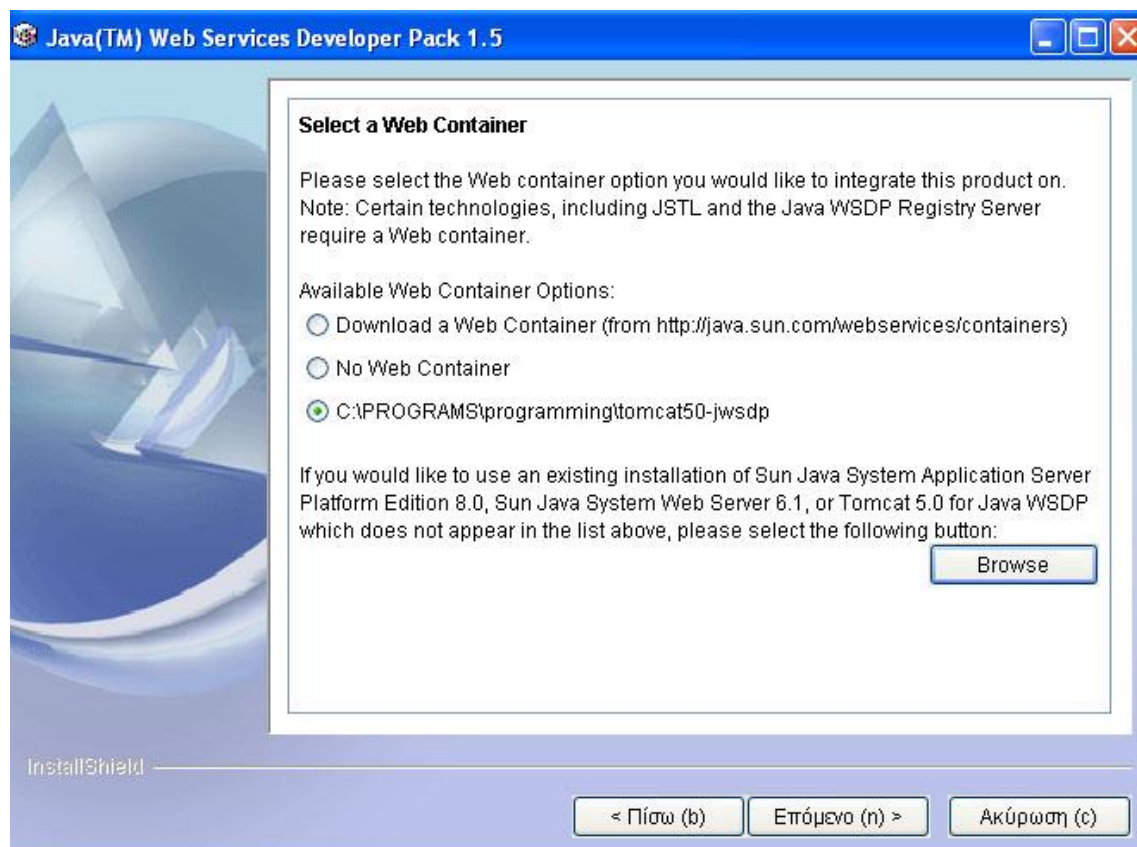 Java(TM) Web Services Developer Pack 1.5
Select a Web Container
Please select the Web container option you would like to integrate this product on.
Note: Certain technologies, including JSTL and the Java WSDP Registry Server
require a Web container.
Available Web Container Options:
Download a Web Container (from http://java.sun.com/webservices/containers)
No Web Container
C:\PROGRAMS\programming\tomcat50-jwsdp
If you would like to use an existing installation of Sun Java System Application Server
Platform Edition 8.0, Sun Java System Web Server 6.1, or Tomcat 5.0 for Java WSDP
which does not appear in the list above, please select the following button:
Browse
InstallShield
< Πίσω (b) Επόμενο (n) > Ακύρωση (c)